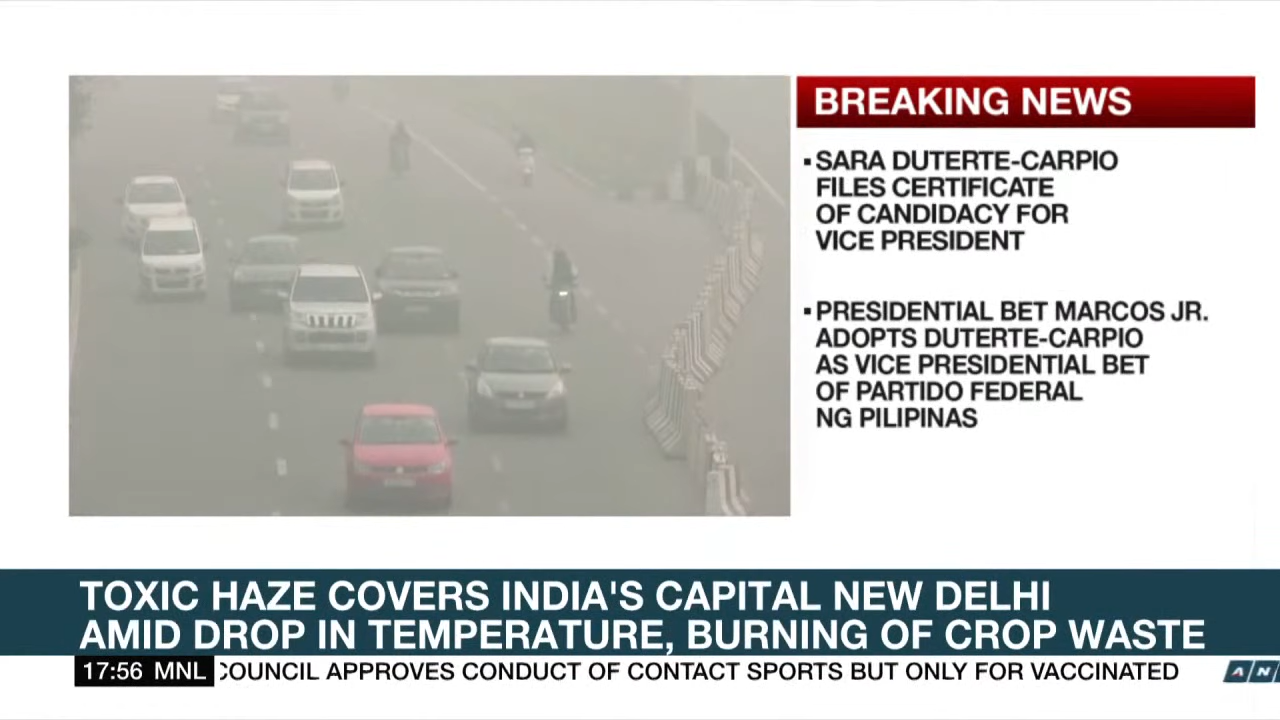 BREAKING NEWS
▪SARA DUTERTE-CARPIO
FILES CERTIFICATE
OF CANDIDACY FOR
VICE PRESIDENT
▪PRESIDENTIAL BET MARCOS JR.
ADOPTS DUTERTE-CARPIO
AS VICE PRESIDENTIAL BET
OF PARTIDO FEDERAL
NG PILIPINAS
TOXIC HAZE COVERS INDIA'S CAPITAL NEW DELHI
AMID DROP IN TEMPERATURE, BURNING OF CROP WASTE
17:56 MNL COUNCIL APPROVES CONDUCT OF CONTACT SPORTS BUT ONLY FOR VACCINATED AN